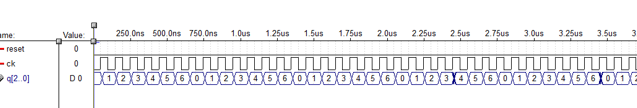 ame: Value: 250.0ns 500.0ns 750.0ns 1.0us 1.25us 1.5us 1.75us 2.0us 2.25us 2.5us 2.75us 3.0us 3.25us 3.5us 3.
reset 0
ck 0
q[2..0] D 0 1 2 3 4 5 6 0 1 2 3 4 5 6 0 1 2 3 4 5 6 0 1 2 3 4 5 6 0 1 2 3 4 5 6 0 1